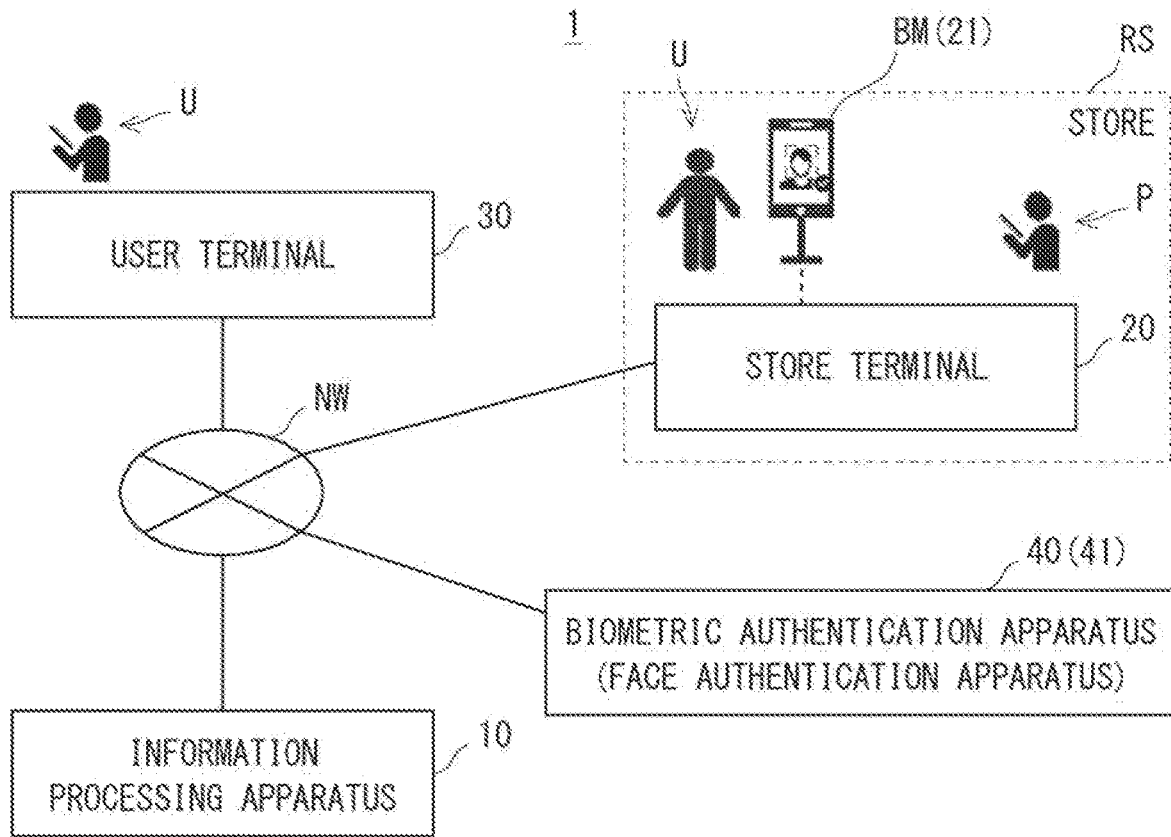 1
BM(21)
RS
U
U
STORE
P
30
USER TERMINAL
20
STORE TERMINAL
NW
40(41)
BIOMETRIC AUTHENTICATION APPARATUS
(FACE AUTHENTICATION APPARATUS)
10
INFORMATION
PROCESSING APPARATUS